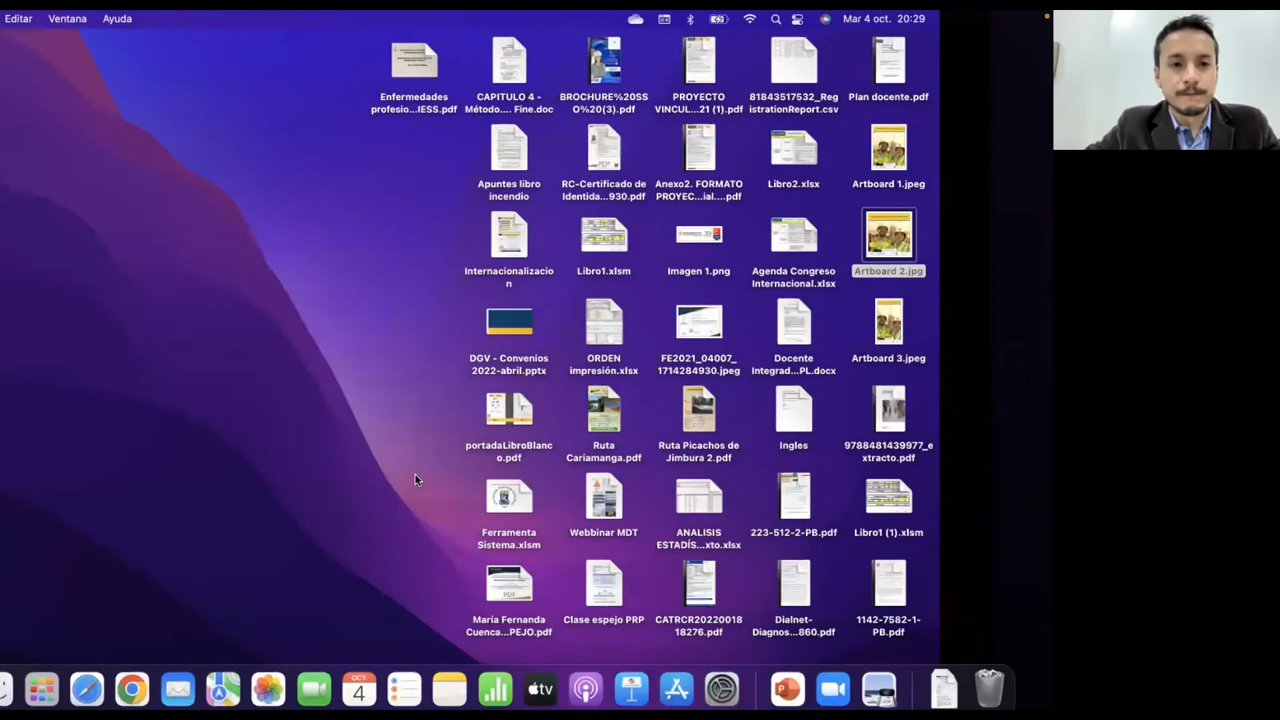 Editar Ventana Ayuda
Mar 4 oct. 20:29
Enfermedades
profesio...IESS.pdf
CAPITULO 4 -
Método.... Fine.doc
BROCHURE%20SS
O%20(3).pdf
PROYECTO
VINCUL...21 (1).pdf
81843517532_Reg
istrationReport.csv
Plan docente.pdf
Apuntes libro
incendio
RC-Certificado de
Identida...930.pdf
Anexo2. FORMATO
PROYEC...ial....pdf
Libro2.xlsx
Artboard 1.jpeg
Internacionalizacio
n
Libro1.xlsm
Imagen 1.png
Agenda Congreso
Internacional.xlsx
Artboard 2.jpg
DGV - Convenios
2022-abril.pptx
ORDEN
impresión.xlsx
FE2021_04007_
1714284930.jpeg
Docente
Integrad...PL.docx
Artboard 3.jpeg
portadaLibroBlanc
o.pdf
Ruta
Cariamanga.pdf
Ruta Picachos de
Jimbura 2.pdf
Ingles
9788481439977_e
xtracto.pdf
Ferramenta
Sistema.xlsm
Webbinar MDT
ANALISIS
ESTADÍS...xto.xlsx
223-512-2-PB.pdf
Libro1 (1).xlsm
PDF
María Fernanda
Cuenca...PEJO.pdf
Clase espejo PRP
CATRCR20220018
18276.pdf
Dialnet-
Diagnos...860.pdf
1142-7582-1-
PB.pdf
OCT
4
tv